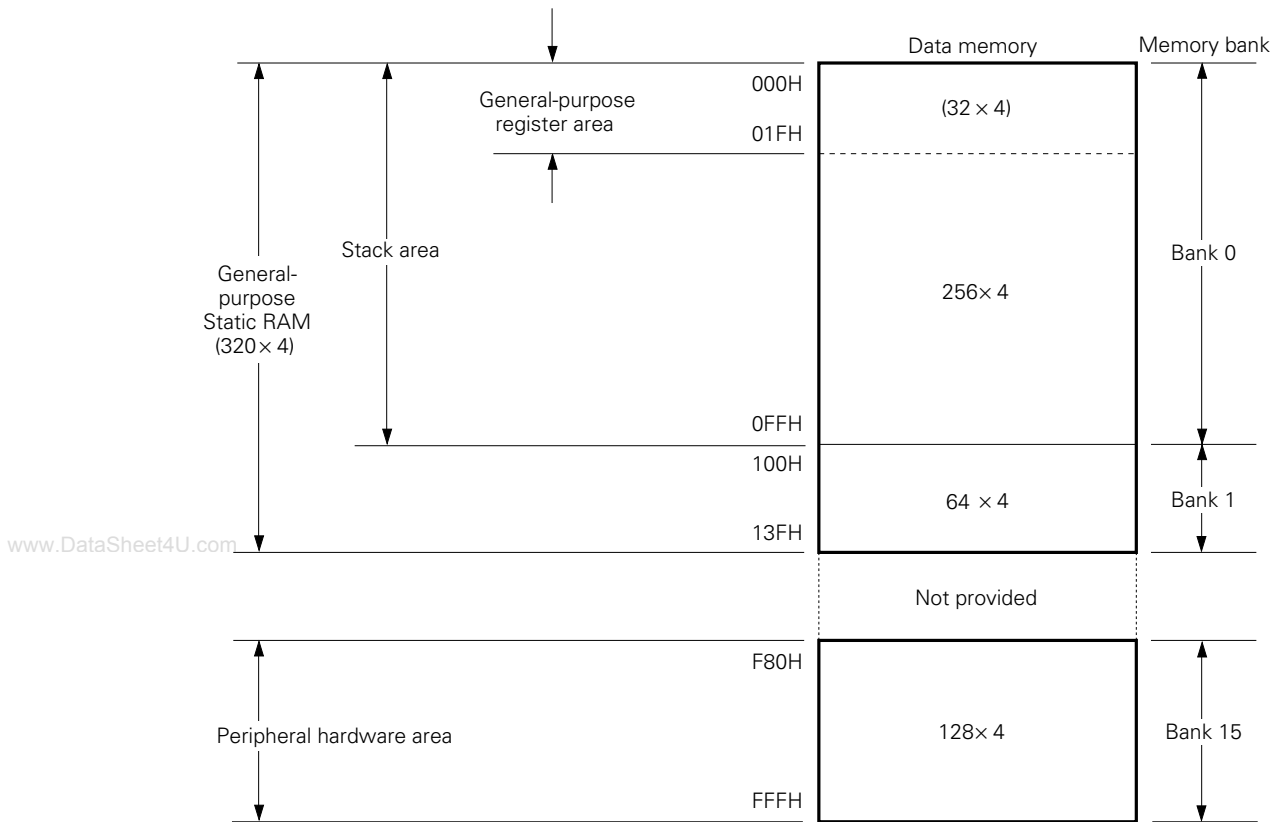 Data memory
Memory bank
000H
General-purpose
register area
(32 × 4)
01FH
Stack area
Bank 0
General-
purpose
Static RAM
(320 × 4)
256 × 4
0FFH
100H
64 × 4
Bank 1
13FH
www.DataSheet4U.com
Not provided
F80H
Peripheral hardware area
128 × 4
Bank 15
FFFH